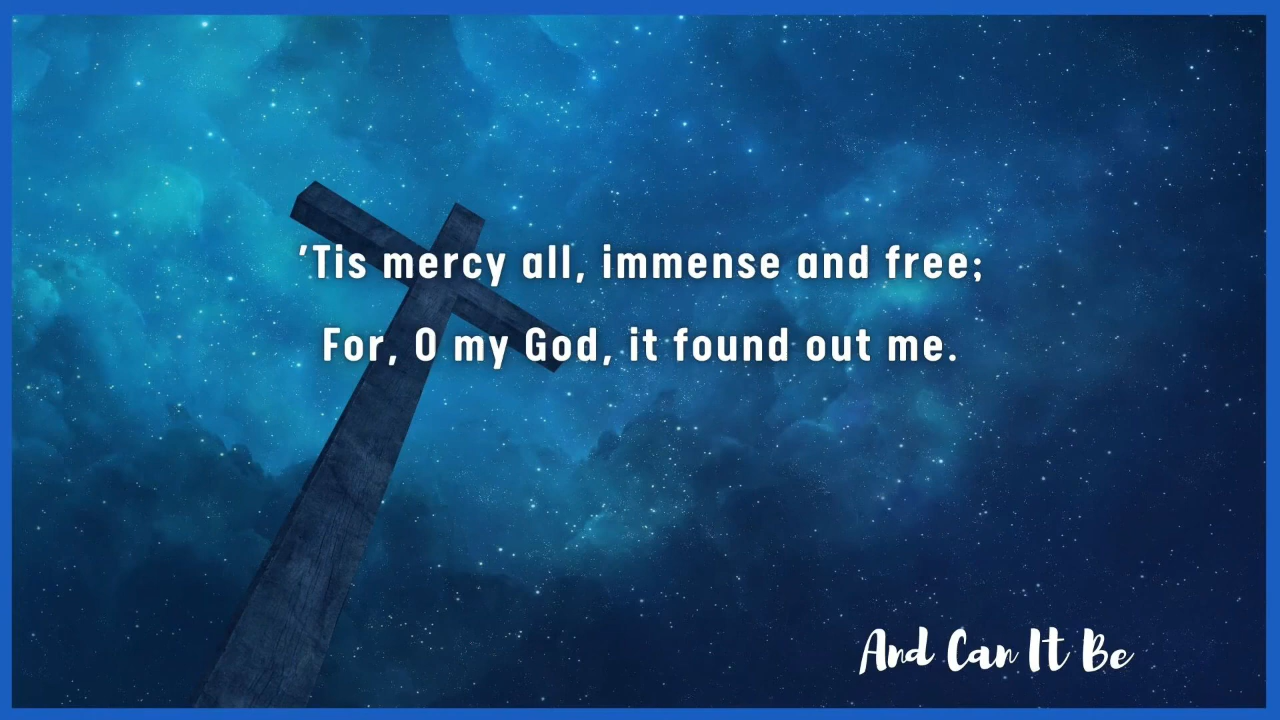 ’Tis mercy all, immense and free;
For, O my God, it found out me.
And Can It Be